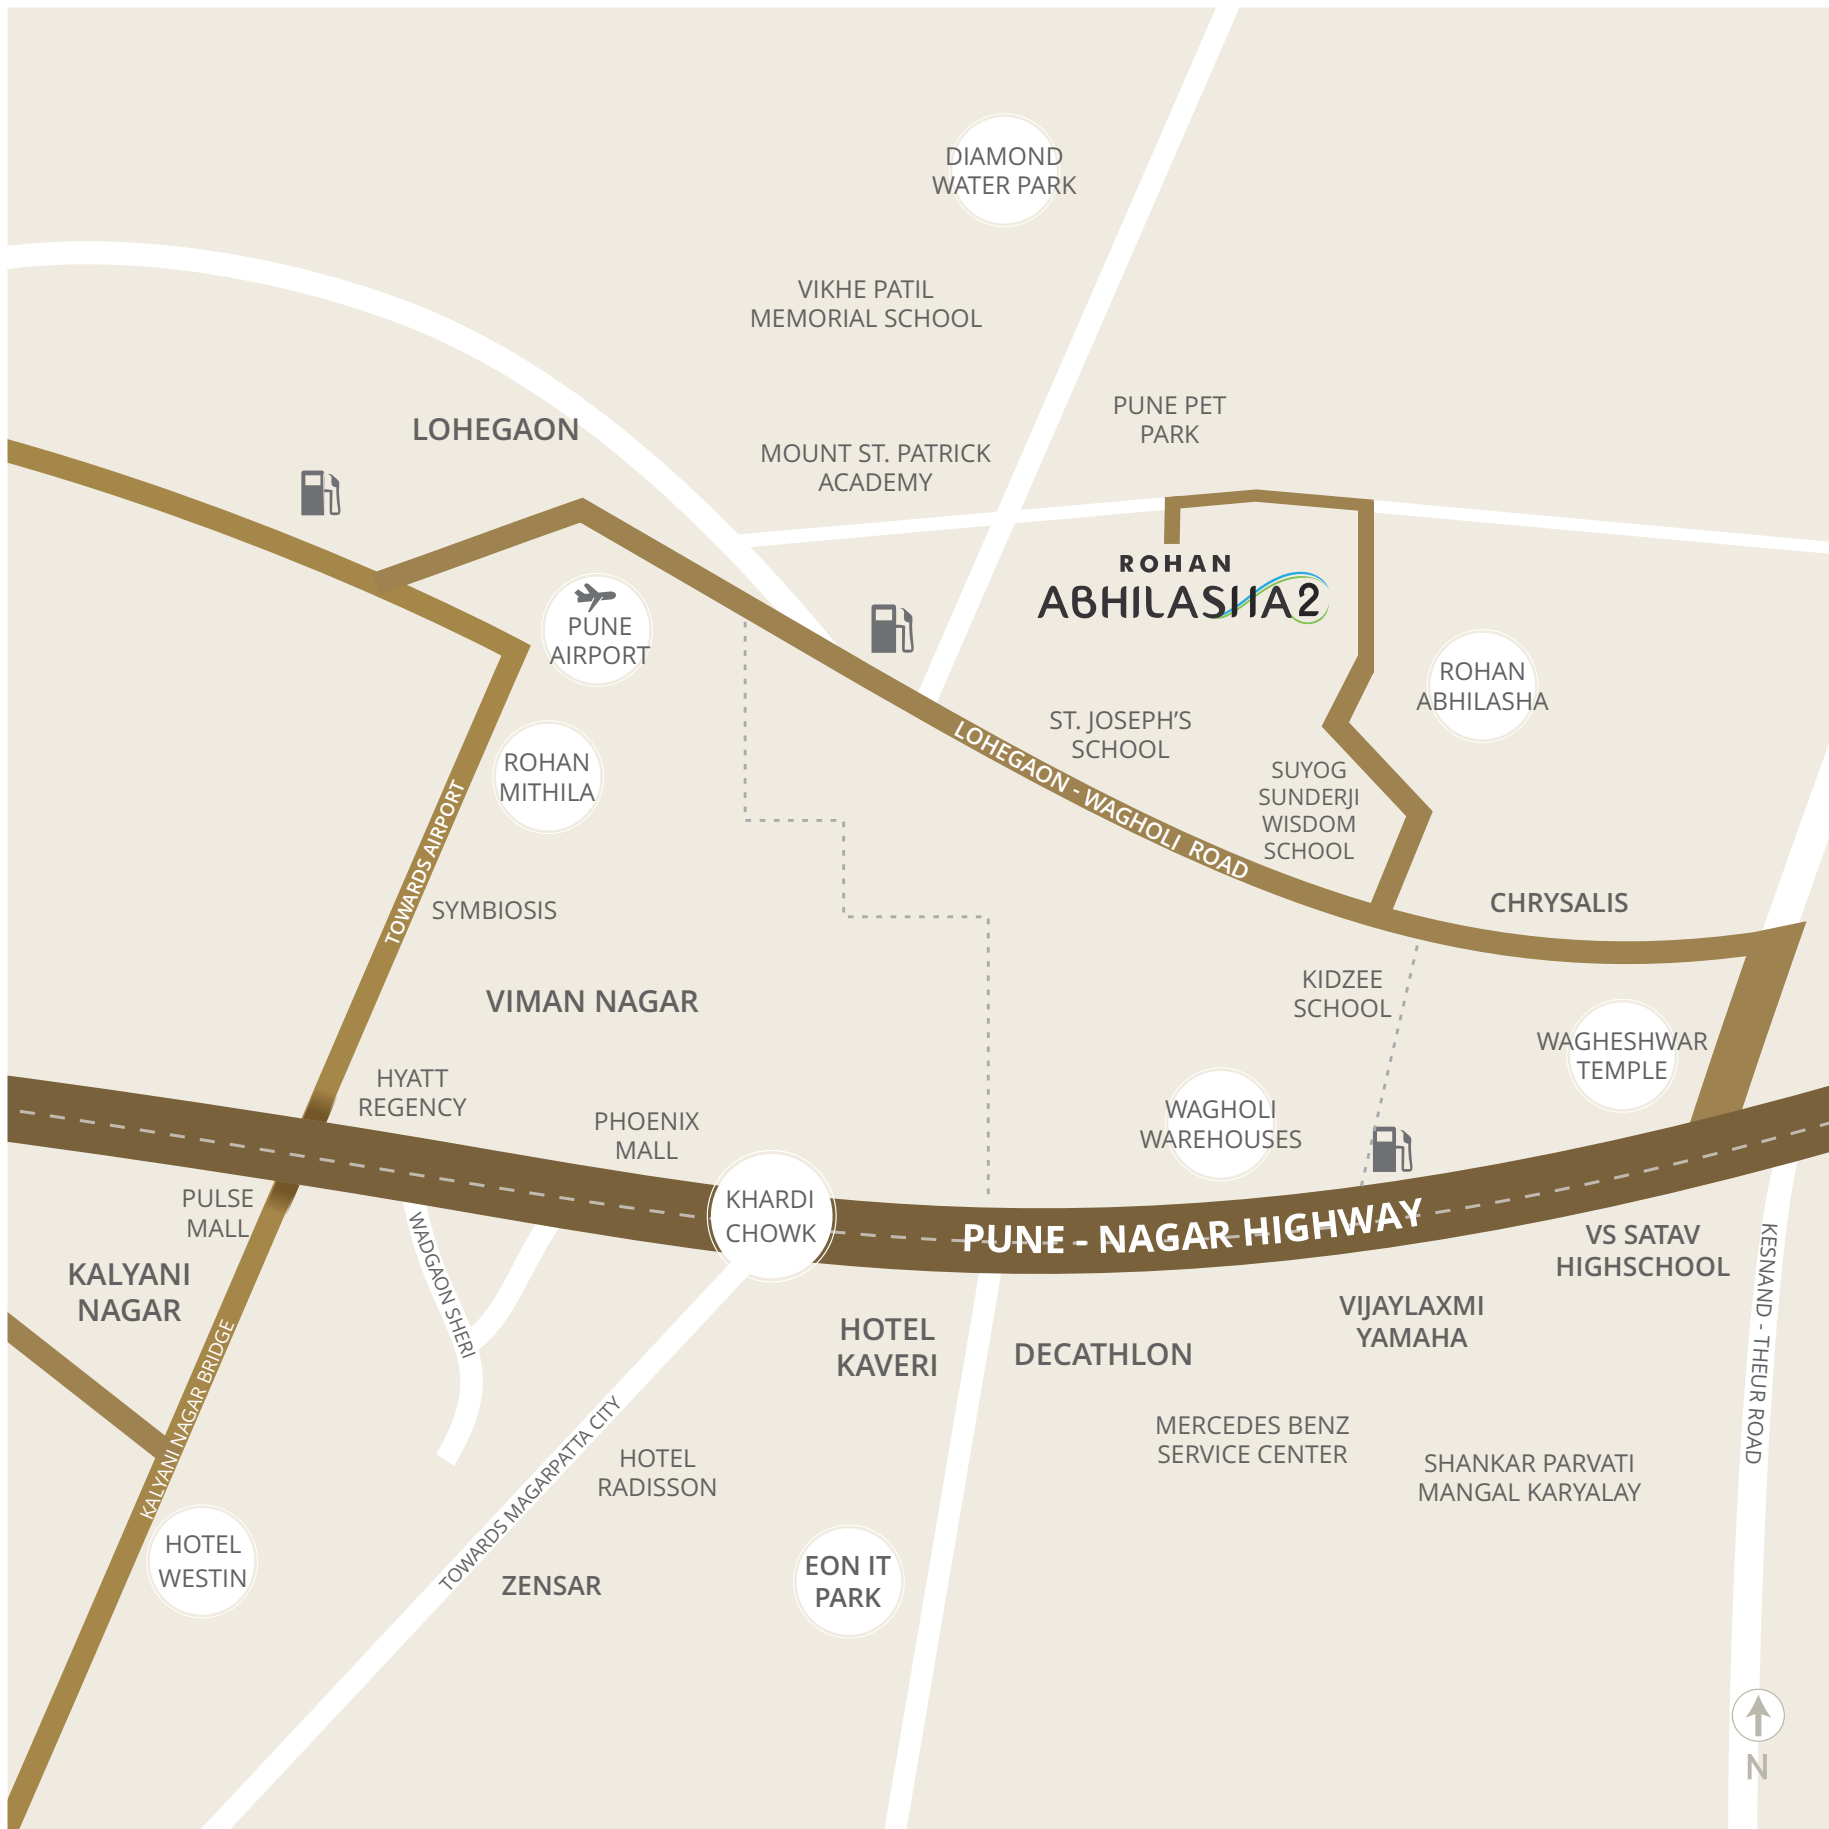 DIAMOND
WATER PARK
VIKHE PATIL
MEMORIAL SCHOOL
PUNE PET
PARK
LOHEGAON
MOUNT ST. PATRICK
ACADEMY
ROHAN
ABHILASHA 2
PUNE
AIRPORT
ROHAN
ABHILASHA
ST. JOSEPH'S
SCHOOL
LOHEGAON - WAGHOLI ROAD
ROHAN
MITHILA
SUYOG
SUNDERJI
WISDOM
SCHOOL
TOWARDS AIRPORT
SYMBIOSIS
CHRYSALIS
VIMAN NAGAR
KIDZEE
SCHOOL
WAGHESHWAR
TEMPLE
HYATT
REGENCY
PHOENIX
MALL
WAGHOLI
WAREHOUSES
KHARDI
CHOWK
PUNE - NAGAR HIGHWAY
PULSE
MALL
WADGAON SHERI
VS SATAV
HIGHSCHOOL
KESNAND - THEUR ROAD
KALYANI
NAGAR
VIJAYLAXMI
YAMAHA
HOTEL
KAVERI
DECATHLON
KALYANI NAGAR BRIDGE
TOWARDS MAGARPATTA CITY
MERCEDES BENZ
SERVICE CENTER
HOTEL
RADISSON
SHANKAR PARVATI
MANGAL KARYALAY
HOTEL
WESTIN
ZENSAR
EON IT
PARK
N